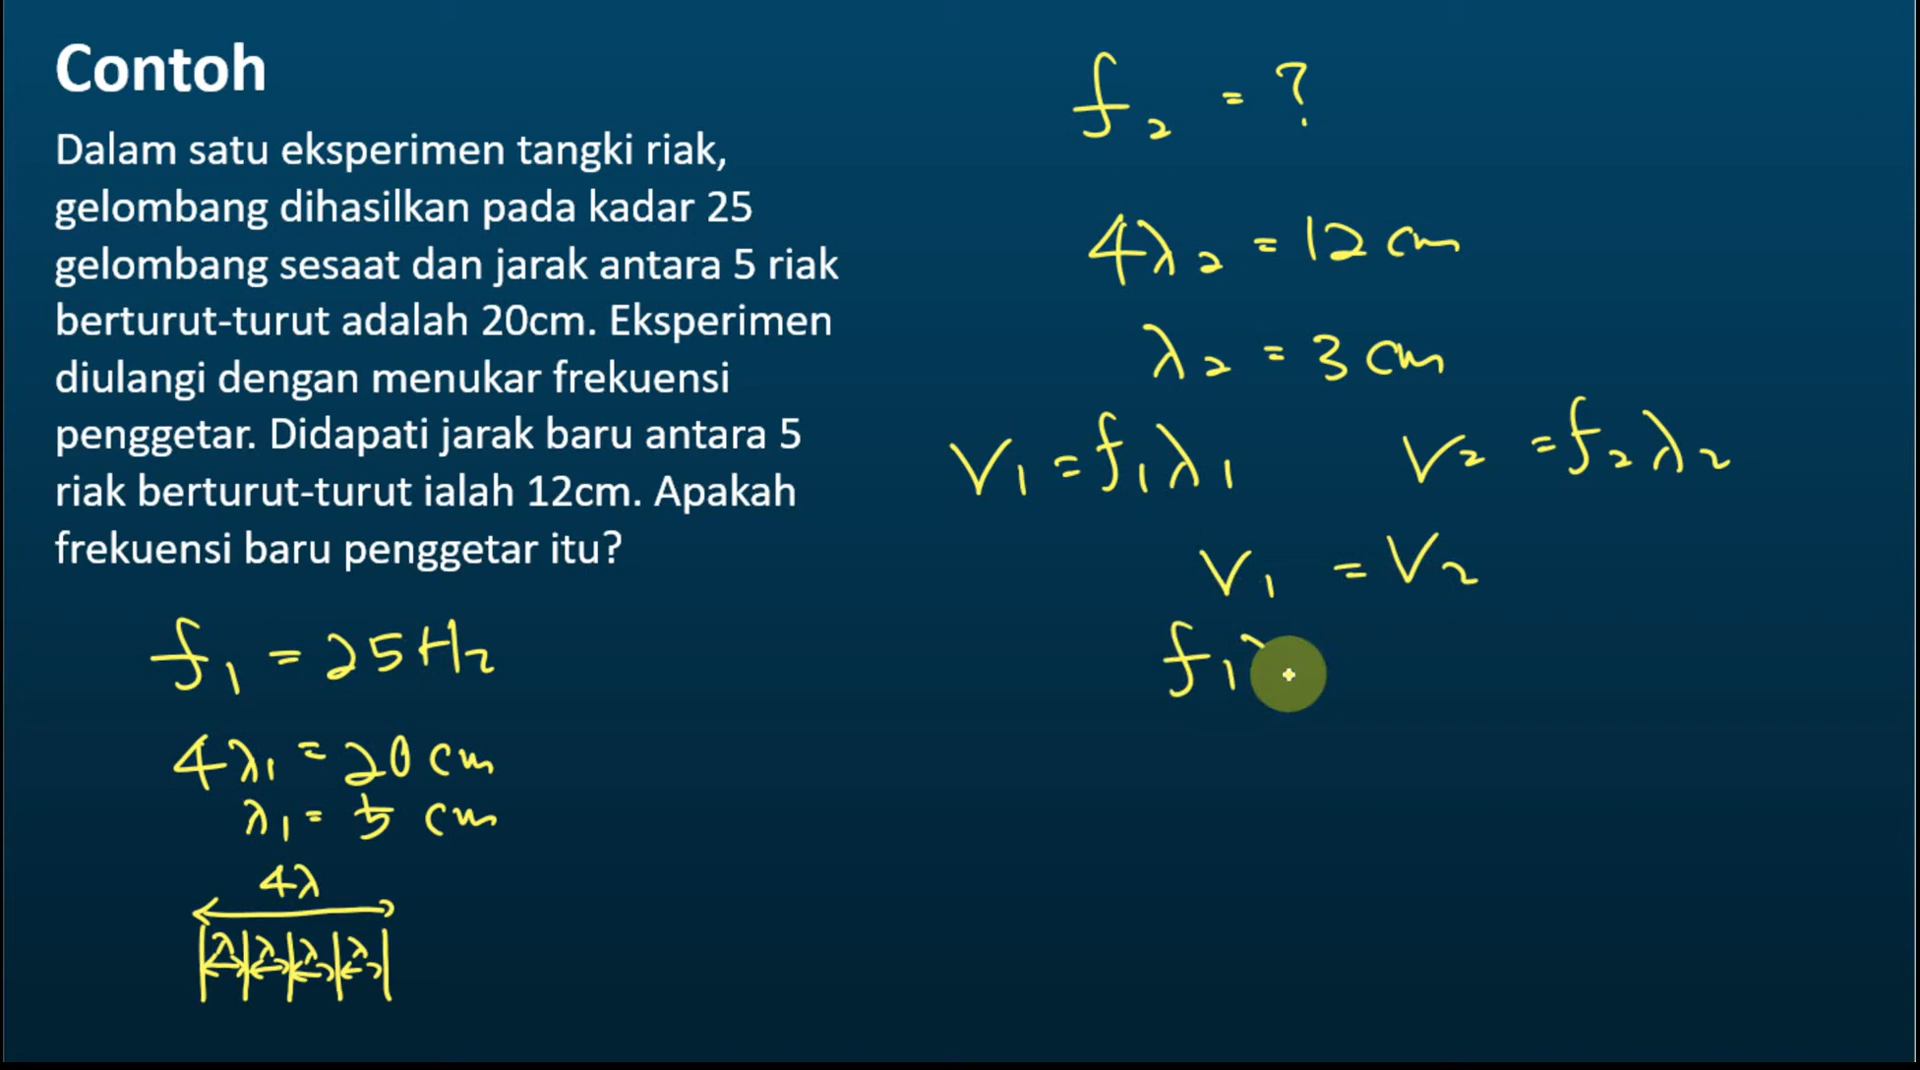 Contoh
Dalam satu eksperimen tangki riak,
gelombang dihasilkan pada kadar 25
gelombang sesaat dan jarak antara 5 riak
berturut-turut adalah 20cm. Eksperimen
diulangi dengan menukar frekuensi
penggetar. Didapati jarak baru antara 5
riak berturut-turut ialah 12cm. Apakah
frekuensi baru penggetar itu?
f₁ = 25 Hz
4λ₁ = 20 cm
λ₁ = 5 cm
4λ
λ λ λ λ
f₂ = ?
4λ₂ = 12 cm
λ₂ = 3 cm
V₁ = f₁λ₁ V₂ = f₂λ₂
V₁ = V₂
f₁